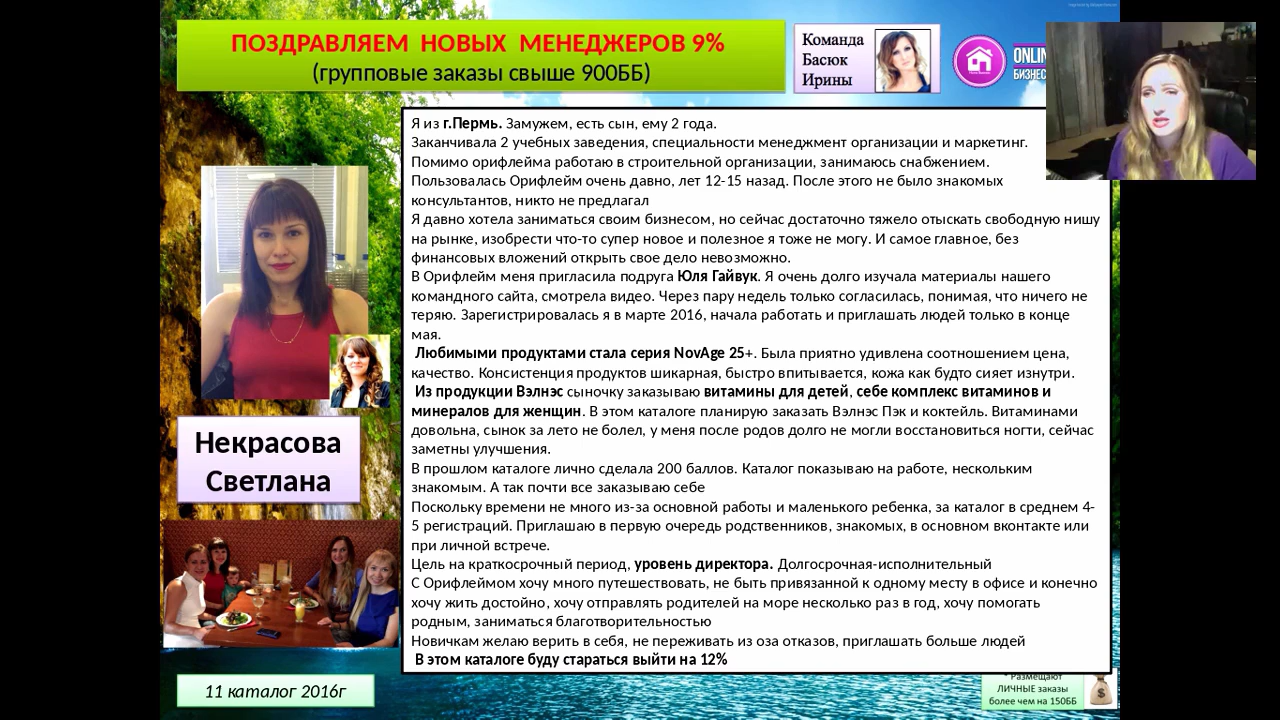 ПОЗДРАВЛЯЕМ НОВЫХ МЕНЕДЖЕРОВ 9%
(групповые заказы свыше 900ББ)
Команда
Басюк
Ирины
ONLIN
БИЗНЕС
Я из г.Пермь. Замужем, есть сын, ему 2 года.
Заканчивала 2 учебных заведения, специальности менеджмент организации и маркетинг.
Помимо орифлейма работаю в строительной организации, занимаюсь снабжением.
Пользовалась Орифлейм очень давно, лет 12-15 назад. После этого не было знакомых
консультантов, никто не предлагал.
Я давно хотела заниматься своим бизнесом, но сейчас достаточно тяжело отыскать свободную нишу
на рынке, изобрести что-то супер новое и полезное я тоже не могу. И самое главное, без
финансовых вложений открыть свое дело невозможно.
В Орифлейм меня пригласила подруга Юля Гайвук. Я очень долго изучала материалы нашего
командного сайта, смотрела видео. Через пару недель только согласилась, понимая, что ничего не
теряю. Зарегистрировалась я в марте 2016, начала работать и приглашать людей только в конце
мая.
Любимыми продуктами стала серия NovAge 25+. Была приятно удивлена соотношением цена,
качество. Консистенция продуктов шикарная, быстро впитывается, кожа как будто сияет изнутри.
Из продукции Вэлнэс сыночку заказываю витамины для детей, себе комплекс витаминов и
минералов для женщин. В этом каталоге планирую заказать Вэлнэс Пэк и коктейль. Витаминами
довольна, сынок за лето не болел, у меня после родов долго не могли восстановиться ногти, сейчас
заметны улучшения.
В прошлом каталоге лично сделала 200 баллов. Каталог показываю на работе, нескольким
знакомым. А так почти все заказываю себе
Поскольку времени не много из-за основной работы и маленького ребенка, за каталог в среднем 4-
5 регистраций. Приглашаю в первую очередь родственников, знакомых, в основном вконтакте или
при личной встрече.
Цель на краткосрочный период, уровень директора. Долгосрочная-исполнительный
С Орифлеймом хочу много путешествовать, не быть привязанной к одному месту в офисе и конечно
хочу жить достойно, хочу отправлять родителей на море несколько раз в год, хочу помогать
родным, заниматься благотворительностью
Новичкам желаю верить в себя, не переживать из оза отказов, приглашать больше людей
В этом каталоге буду стараться выйти на 12%
Некрасова
Светлана
11 каталог 2016г
• Размещают
ЛИЧНЫЕ заказы
более чем на 150ББ